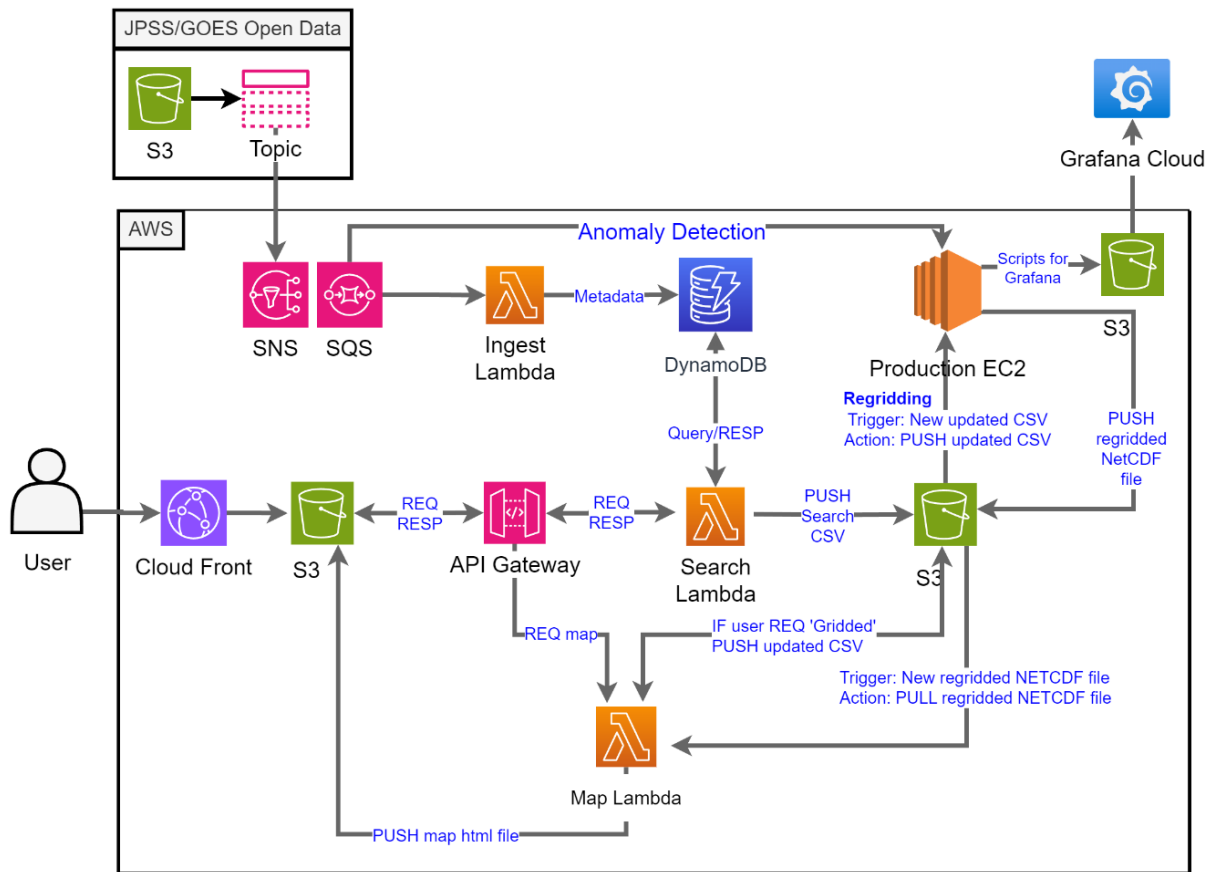 JPSS/GOES Open Data
S3
Topic
Grafana Cloud
AWS
Anomaly Detection
Scripts for
Grafana
Metadata
SNS
SQS
Ingest
Lambda
DynamoDB
Production EC2
S3
Regridding
Trigger: New updated CSV
Action: PUSH updated CSV
PUSH
regridded
NetCDF
file
Query/RESP
User
Cloud Front
S3
REQ
RESP
API Gateway
REQ
RESP
Search
Lambda
PUSH
Search
CSV
S3
REQ map
IF user REQ 'Gridded'
PUSH updated CSV
Trigger: New regridded NETCDF file
Action: PULL regridded NETCDF file
Map Lambda
PUSH map html file